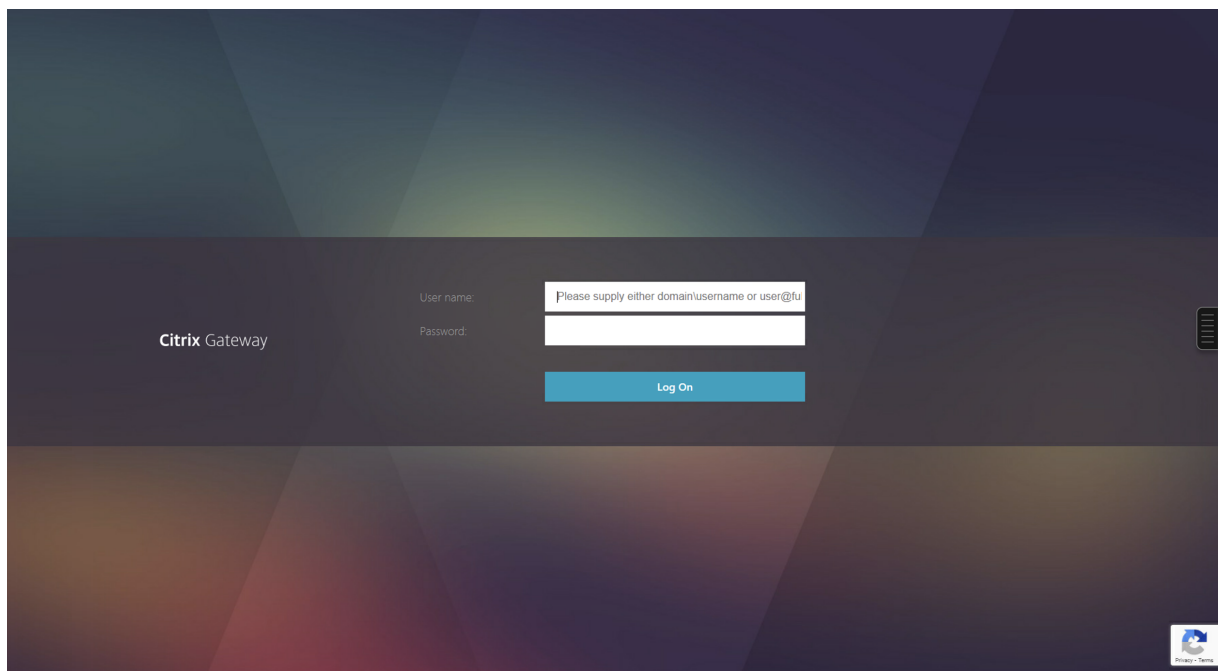 User name:
Please supply either domain\username or user@fu
Password:
Citrix Gateway
Log On
Privacy - Terms